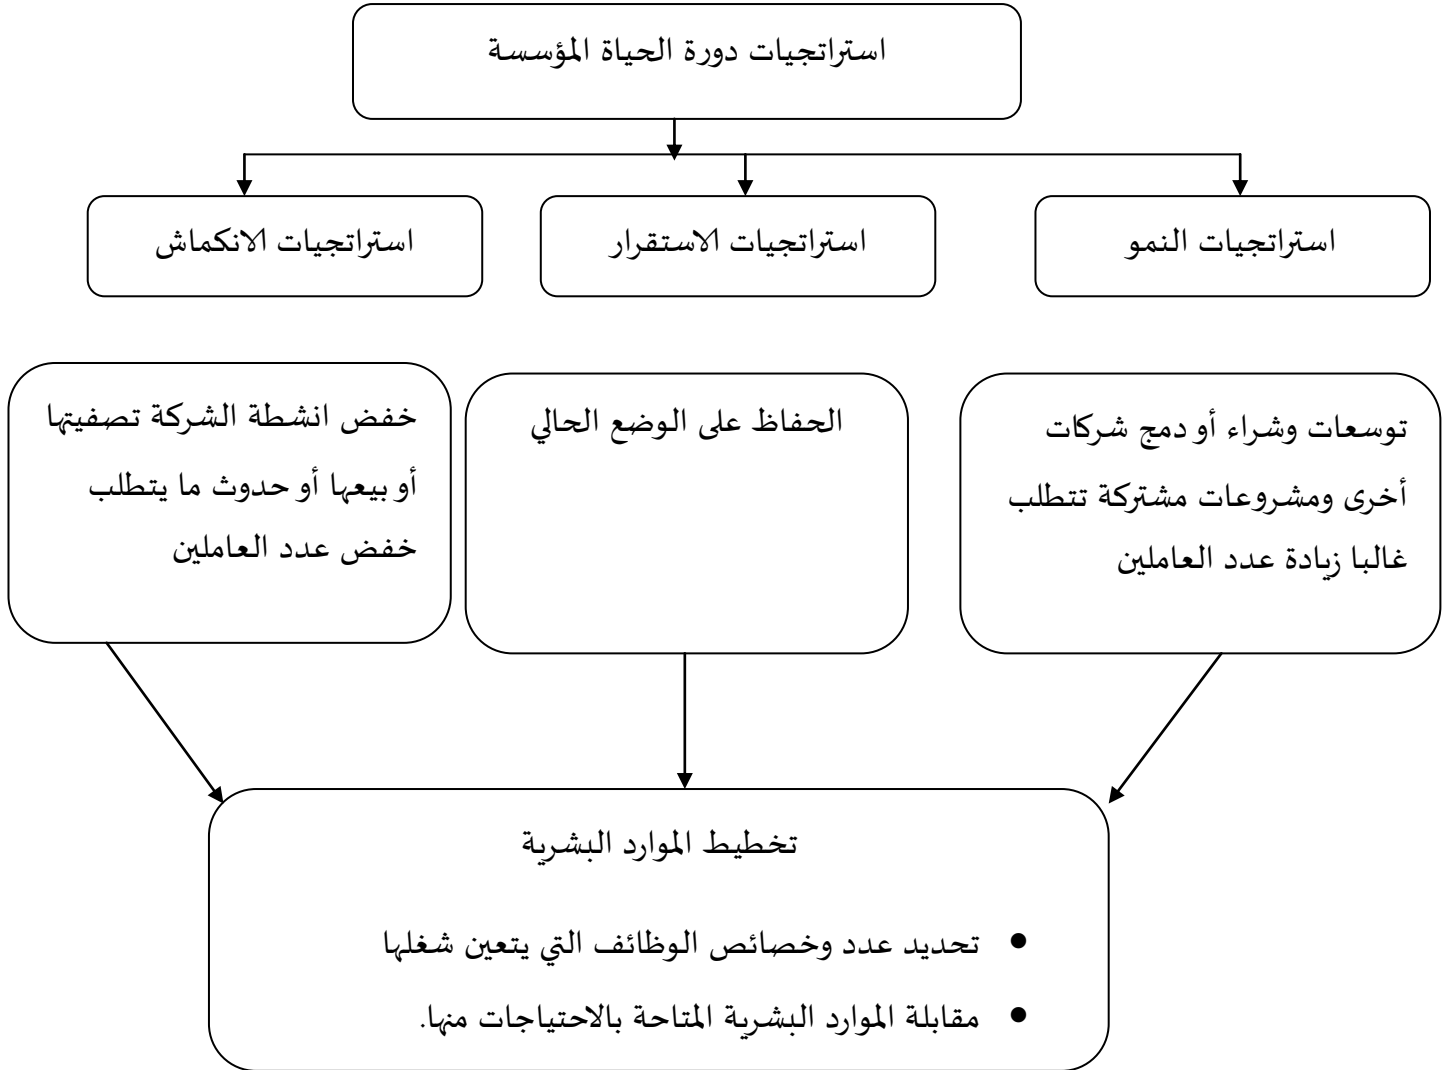 استراتجيات دورة الحياة المؤسسة
استراتجيات النمو
استراتجيات الاستقرار
استراتجيات الانكماش
توسعات وشراء أو دمج شركات
أخرى ومشروعات مشتركة تتطلب
غالبا زيادة عدد العاملين
الحفاظ على الوضع الحالي
خفض انشطة الشركة تصفيتها
أو بيعها أو حدوث ما يتطلب
خفض عدد العاملين
تخطيط الموارد البشرية
• تحديد عدد وخصائص الوظائف التي يتعين شغلها
• مقابلة الموارد البشرية المتاحة بالاحتياجات منها.